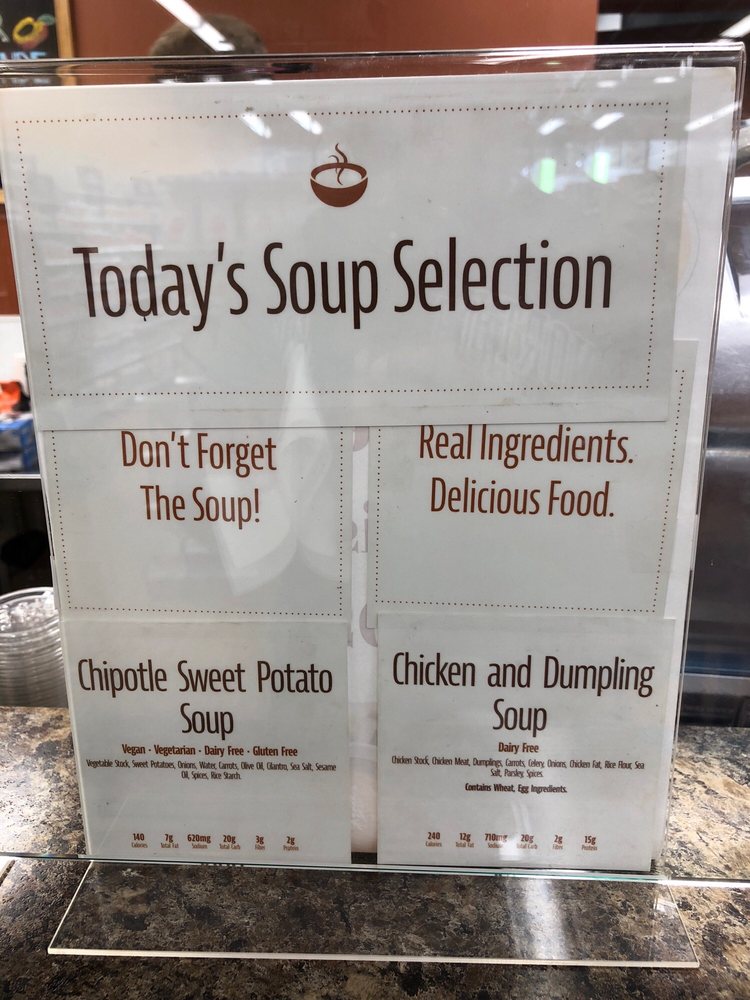 Today's Soup Selection
Don't Forget
The Soup!
Real Ingredients.
Delicious Food.
Chipotle Sweet Potato
Soup
Vegan · Vegetarian · Dairy Free · Gluten Free
Vegetable Stock, Sweet Potatoes, Onions, Water, Carrots, Olive Oil, Cilantro, Sea Salt, Sesame
Oil, Spices, Rice Starch.
140 7g 620mg 20g 3g 2g
Calories Total Fat Sodium Total Carb Fiber Protein
Chicken and Dumpling
Soup
Dairy Free
Chicken Stock, Chicken Meat, Dumplings, Carrots, Celery, Onions, Chicken Fat, Rice Flour, Sea
Salt, Parsley, Spices.
Contains Wheat, Egg Ingredients.
240 12g 710mg 20g 2g 15g
Calories Total Fat Sodium Total Carb Fiber Protein